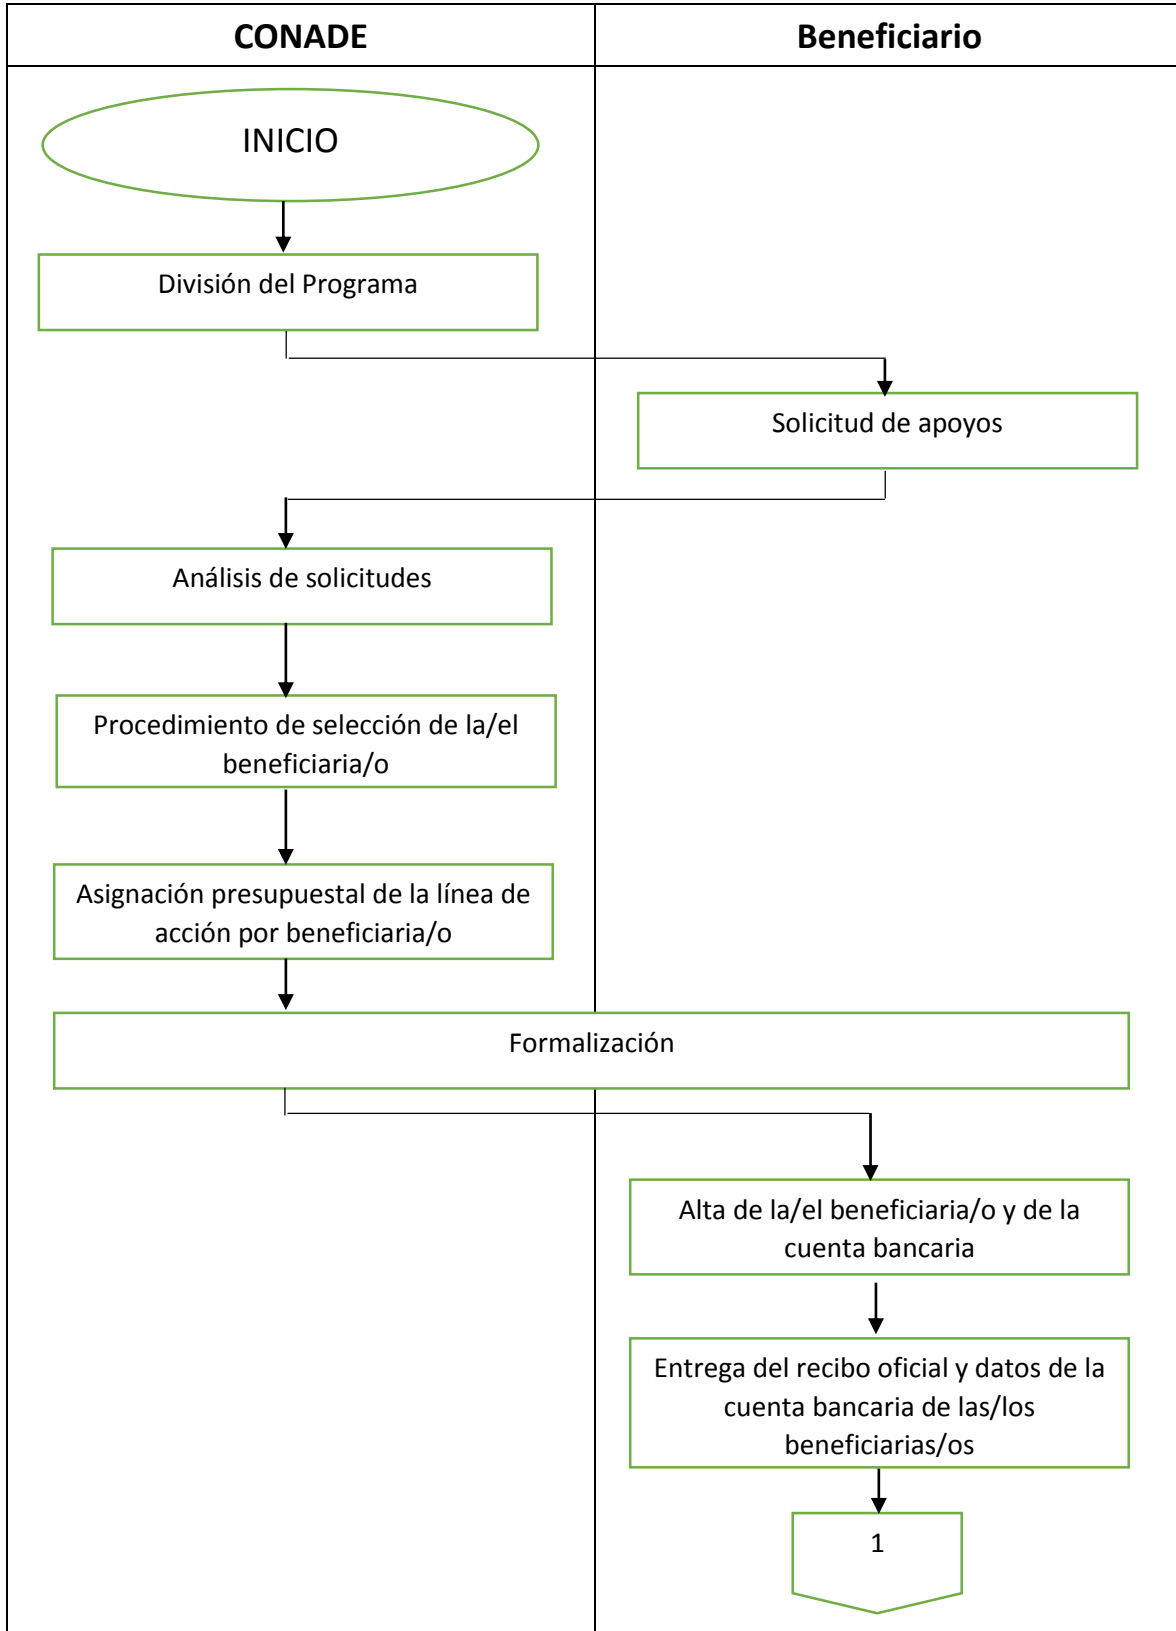 CONADE
Beneficiario
INICIO
División del Programa
Solicitud de apoyos
Análisis de solicitudes
Procedimiento de selección de la/el
beneficiaria/o
Asignación presupuestal de la línea de
acción por beneficiaria/o
Formalización
Alta de la/el beneficiaria/o y de la
cuenta bancaria
Entrega del recibo oficial y datos de la
cuenta bancaria de las/los
beneficiarias/os
1